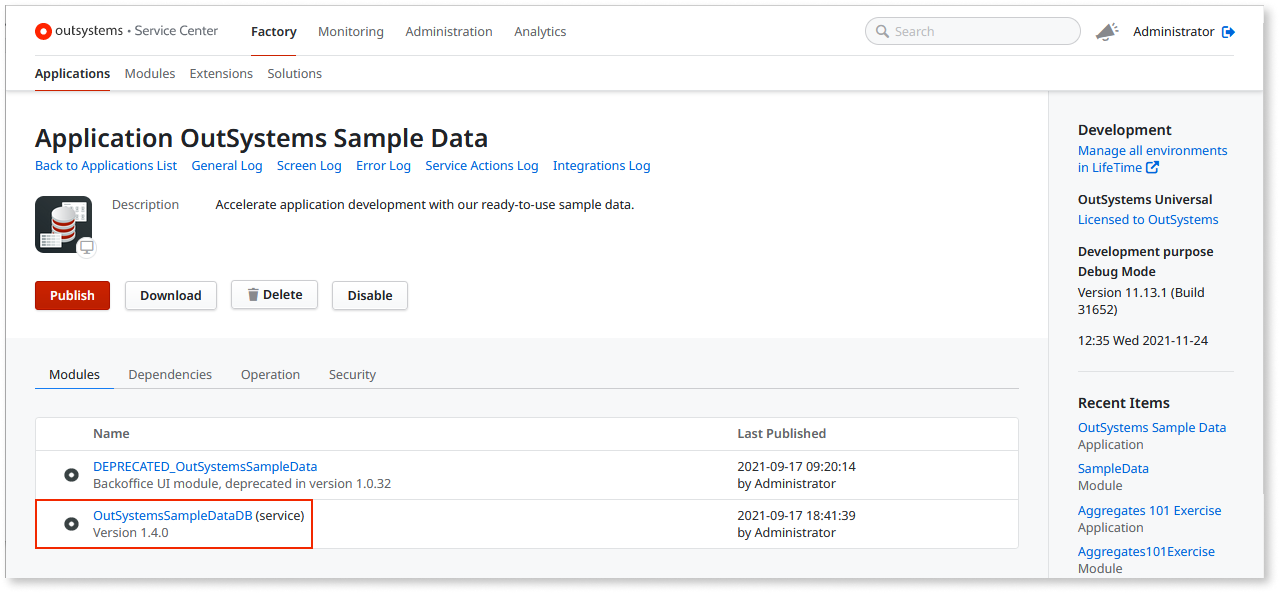 outsystems • Service Center
Factory
Monitoring
Administration
Analytics
Search
Administrator
Applications
Modules
Extensions
Solutions
Application OutSystems Sample Data
Back to Applications List
General Log
Screen Log
Error Log
Service Actions Log
Integrations Log
Description
Accelerate application development with our ready-to-use sample data.
Publish
Download
Delete
Disable
Modules
Dependencies
Operation
Security
Name
Last Published
DEPRECATED_OutSystemsSampleData
Backoffice UI module, deprecated in version 1.0.32
2021-09-17 09:20:14
by Administrator
OutSystemsSampleDataDB (service)
Version 1.4.0
2021-09-17 18:41:39
by Administrator
Development
Manage all environments
in LifeTime
OutSystems Universal
Licensed to OutSystems
Development purpose
Debug Mode
Version 11.13.1 (Build
31652)
12:35 Wed 2021-11-24
Recent Items
OutSystems Sample Data
Application
SampleData
Module
Aggregates 101 Exercise
Application
Aggregates101Exercise
Module